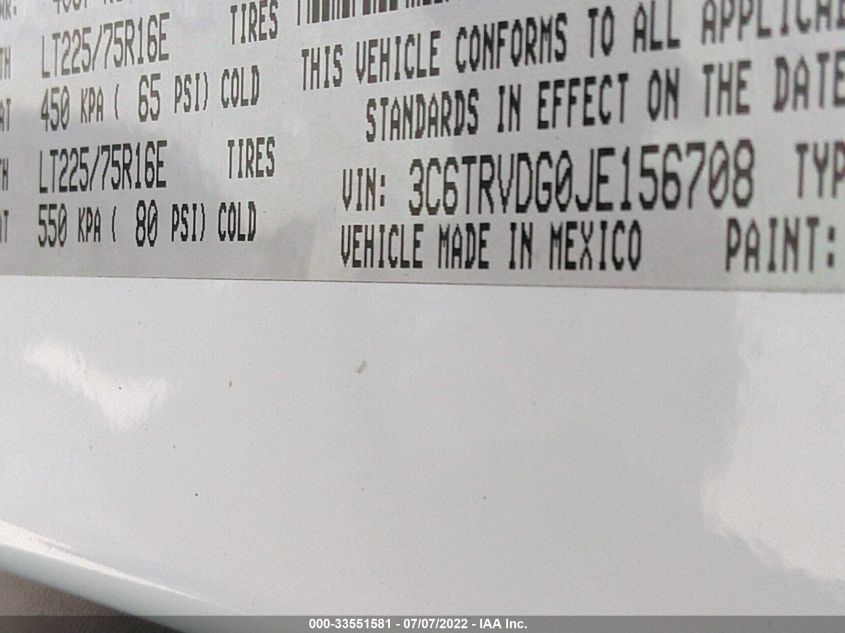 TIRES
LT225/75R16E
THIS VEHICLE CONFORMS TO ALL
450 KPA ( 65 PSI) COLD
STANDARDS IN EFFECT ON THE DATE
LT225/75R16E TIRES
VIN: 3C6TRVDG0JE156708
550 KPA ( 80 PSI) COLD
VEHICLE MADE IN MEXICO PAINT:
000-33551581 - 07/07/2022 - IAA Inc.